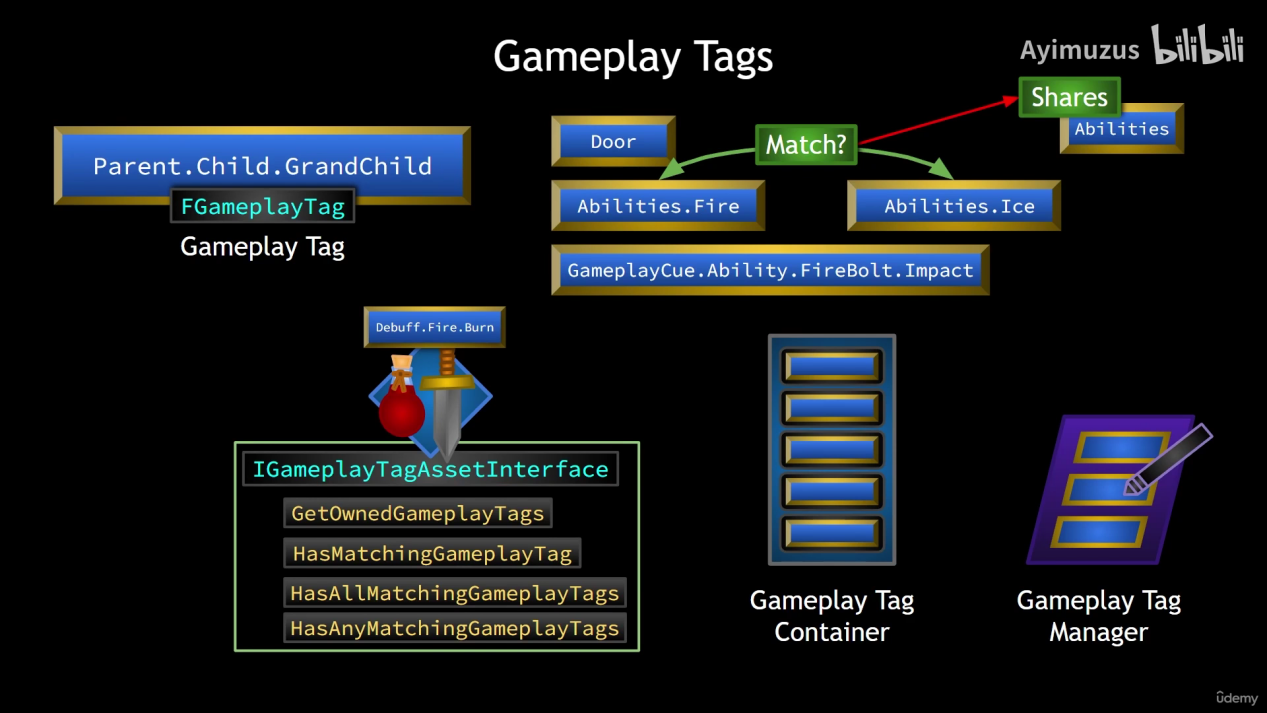 Gameplay Tags
Ayimuzus bilibili
Parent.Child.GrandChild
FGameplayTag
Gameplay Tag
Door
Match?
Shares
Abilities
Abilities.Fire
Abilities.Ice
GameplayCue.Ability.FireBolt.Impact
Debuff.Fire.Burn
IGameplayTagAssetInterface
GetOwnedGameplayTags
HasMatchingGameplayTag
HasAllMatchingGameplayTags
HasAnyMatchingGameplayTags
Gameplay Tag
Container
Gameplay Tag
Manager
ûdemy